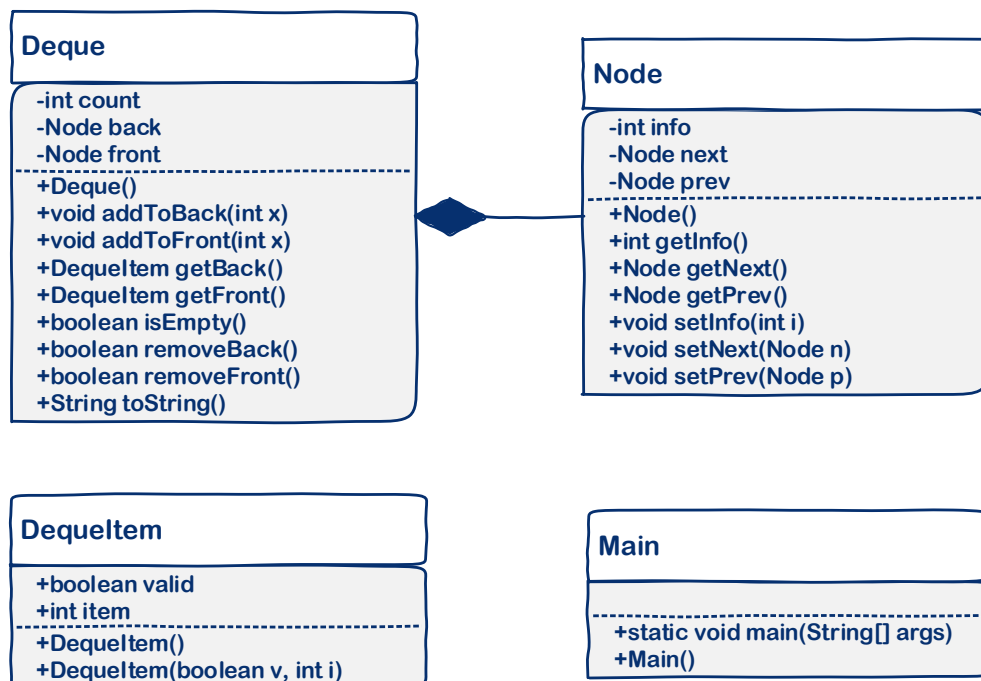 Deque
-int count
-Node back
-Node front
+Deque()
+void addToBack(int x)
+void addToFront(int x)
+DequeItem getBack()
+DequeItem getFront()
+boolean isEmpty()
+boolean removeBack()
+boolean removeFront()
+String toString()
Node
-int info
-Node next
-Node prev
+Node()
+int getInfo()
+Node getNext()
+Node getPrev()
+void setInfo(int i)
+void setNext(Node n)
+void setPrev(Node p)
DequeItem
+boolean valid
+int item
+DequeItem()
+DequeItem(boolean v, int i)
Main
+static void main(String[] args)
+Main()